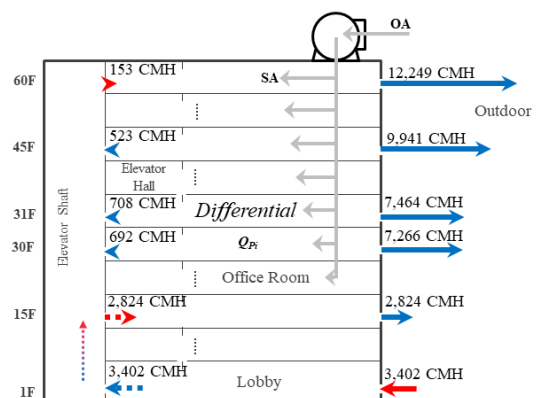 OA
60F
153 CMH
SA
12,249 CMH
Outdoor
45F
523 CMH
9,941 CMH
Elevator
Hall
Elevator Shaft
31F
708 CMH
Differential
7,464 CMH
30F
692 CMH
QPi
7,266 CMH
Office Room
15F
2,824 CMH
2,824 CMH
1F
3,402 CMH
Lobby
3,402 CMH